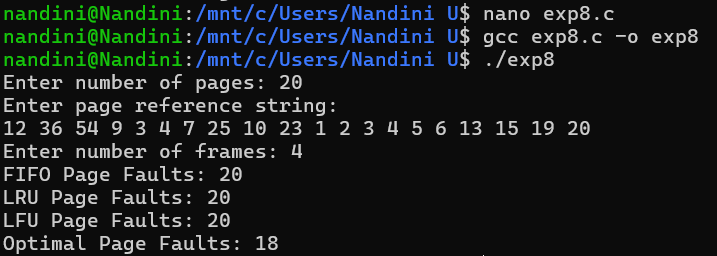 nandini@Nandini:/mnt/c/Users/Nandini U$ nano exp8.c
nandini@Nandini:/mnt/c/Users/Nandini U$ gcc exp8.c -o exp8
nandini@Nandini:/mnt/c/Users/Nandini U$ ./exp8
Enter number of pages: 20
Enter page reference string:
12 36 54 9 3 4 7 25 10 23 1 2 3 4 5 6 13 15 19 20
Enter number of frames: 4
FIFO Page Faults: 20
LRU Page Faults: 20
LFU Page Faults: 20
Optimal Page Faults: 18